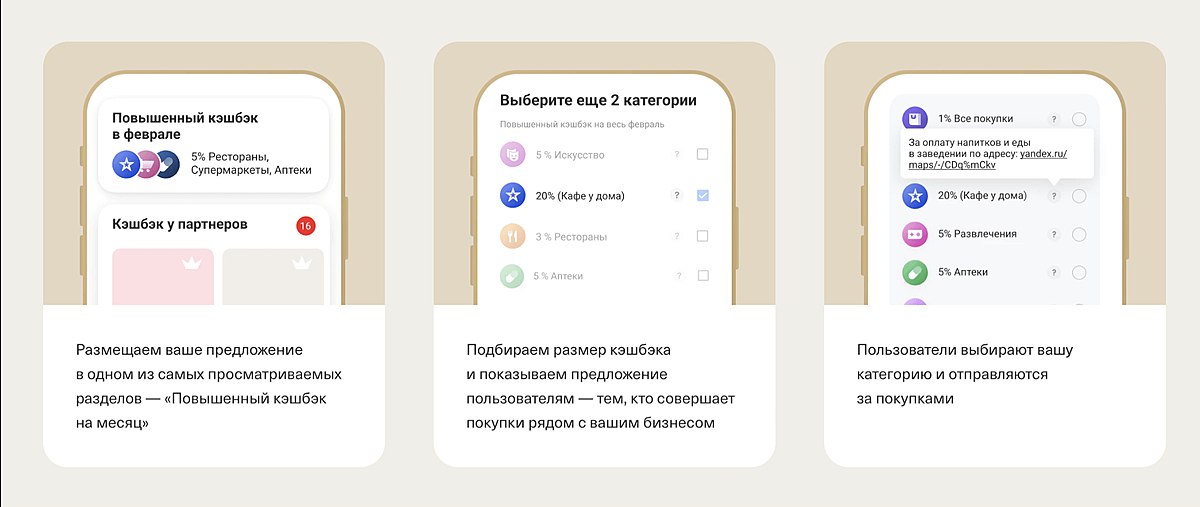 Повышенный кэшбэк
в феврале
5% Рестораны,
Супермаркеты, Аптеки
Кэшбэк у партнеров
16
Размещаем ваше предложение
в одном из самых просматриваемых
разделов — «Повышенный кэшбэк
на месяц»
Выберите еще 2 категории
Повышенный кэшбэк на весь февраль
5 % Искусство ?
20% (Кафе у дома) ?
3 % Рестораны ?
5 % Аптеки ?
Подбираем размер кэшбэка
и показываем предложение
пользователям — тем, кто совершает
покупки рядом с вашим бизнесом
1% Все покупки ?
За оплату напитков и еды
в заведении по адресу: yandex.ru/
maps/-/CDq%mCkv
20% (Кафе у дома) ?
5% Развлечения ?
5% Аптеки ?
Пользователи выбирают вашу
категорию и отправляются
за покупками